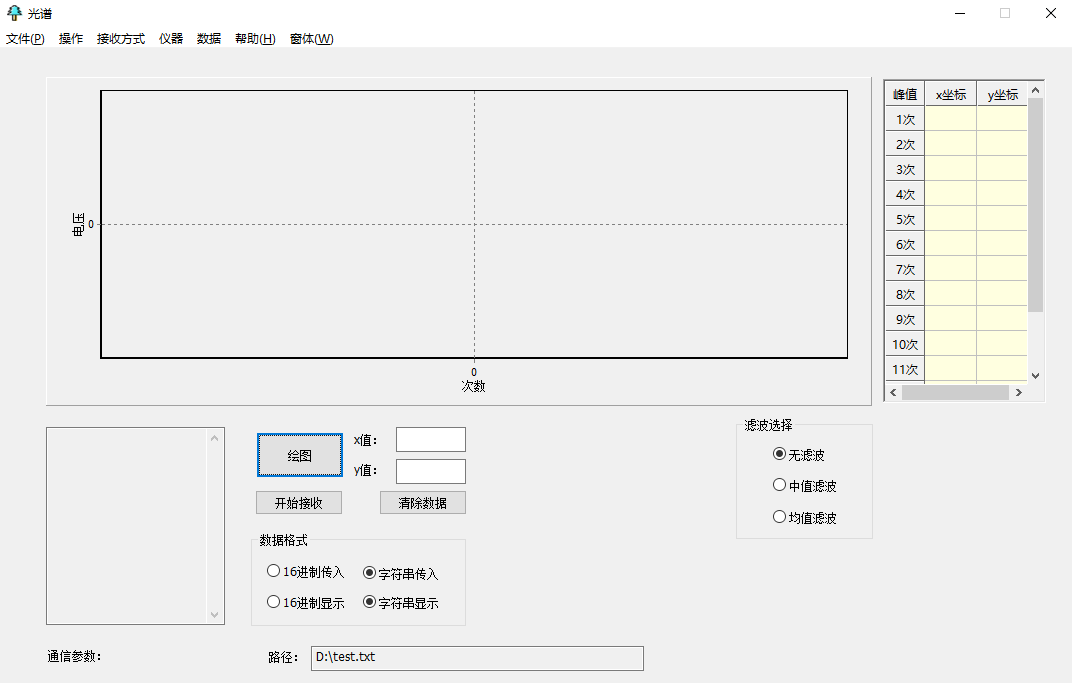 光谱
文件(P) 操作 接收方式 仪器 数据 帮助(H) 窗体(W)
电压
0
0
次数
峰值 x坐标 y坐标
1次
2次
3次
4次
5次
6次
7次
8次
9次
10次
11次
绘图
x值：
y值：
开始接收 清除数据
滤波选择
无滤波
中值滤波
均值滤波
数据格式
16进制传入 字符串传入
16进制显示 字符串显示
通信参数： 路径： D:\test.txt